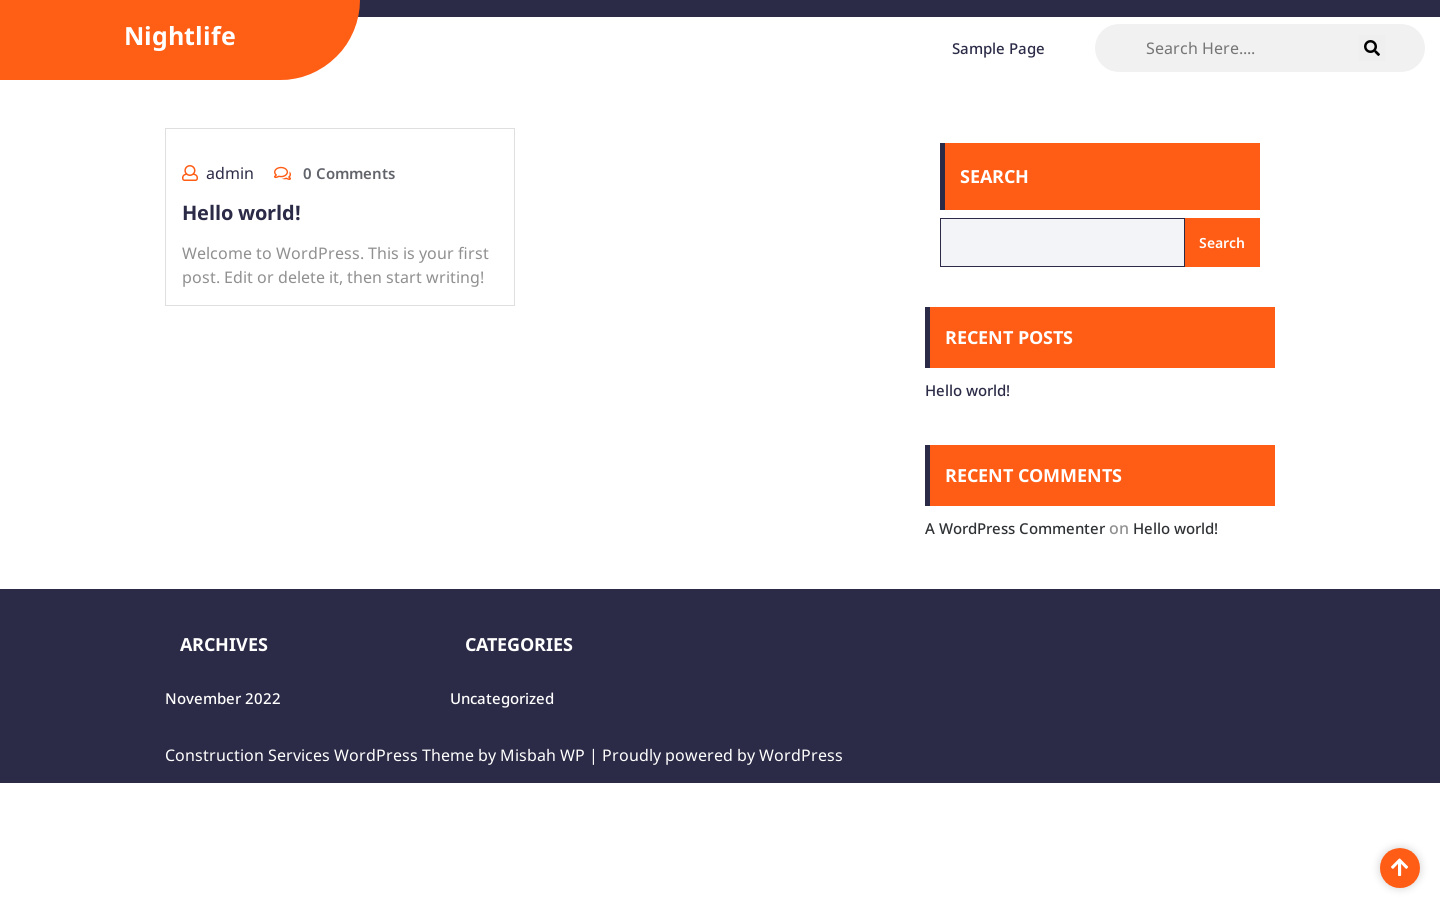 Nightlife
Sample Page
Search Here....
admin
0 Comments
Hello world!
Welcome to WordPress. This is your first
post. Edit or delete it, then start writing!
SEARCH
Search
RECENT POSTS
Hello world!
RECENT COMMENTS
A WordPress Commenter on Hello world!
ARCHIVES
November 2022
CATEGORIES
Uncategorized
Construction Services WordPress Theme by Misbah WP | Proudly powered by WordPress